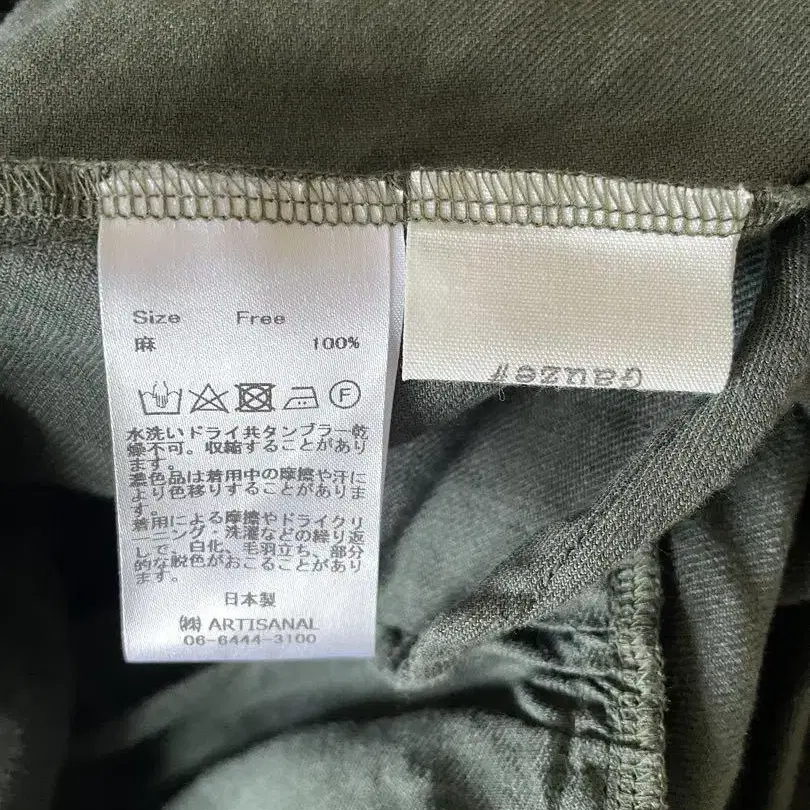 Size Free
麻 100%
F
水洗いドライ共タンブラー乾
燥不可。収縮することがあり
ます。
濃色品は着用中の摩擦や汗に
より色移りすることがありま
す。
着用による摩擦やドライクリ
ーニング・洗濯などの繰り返
しで、白化、毛羽立ち、部分
的な脱色がおこることがあり
ます。
日本製
㈱ ARTISANAL
06-6444-3100
Gauze#